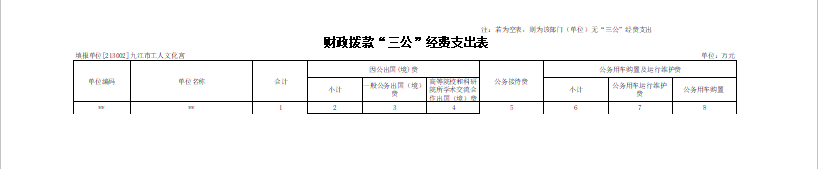 注：若为空表，则为该部门（单位）无“三公”经费支出
财政拨款“三公”经费支出表
填报单位[213002]九江市工人文化宫 单位：万元
单位编码 单位名称 合计 因公出国(境)费 公务接待费 公务用车购置及运行维护费
小计 一般公务出国（境）费 高等院校和科研院所学术交流合作出国（境）费 小计 公务用车运行维护费 公务用车购置
** ** 1 2 3 4 5 6 7 8